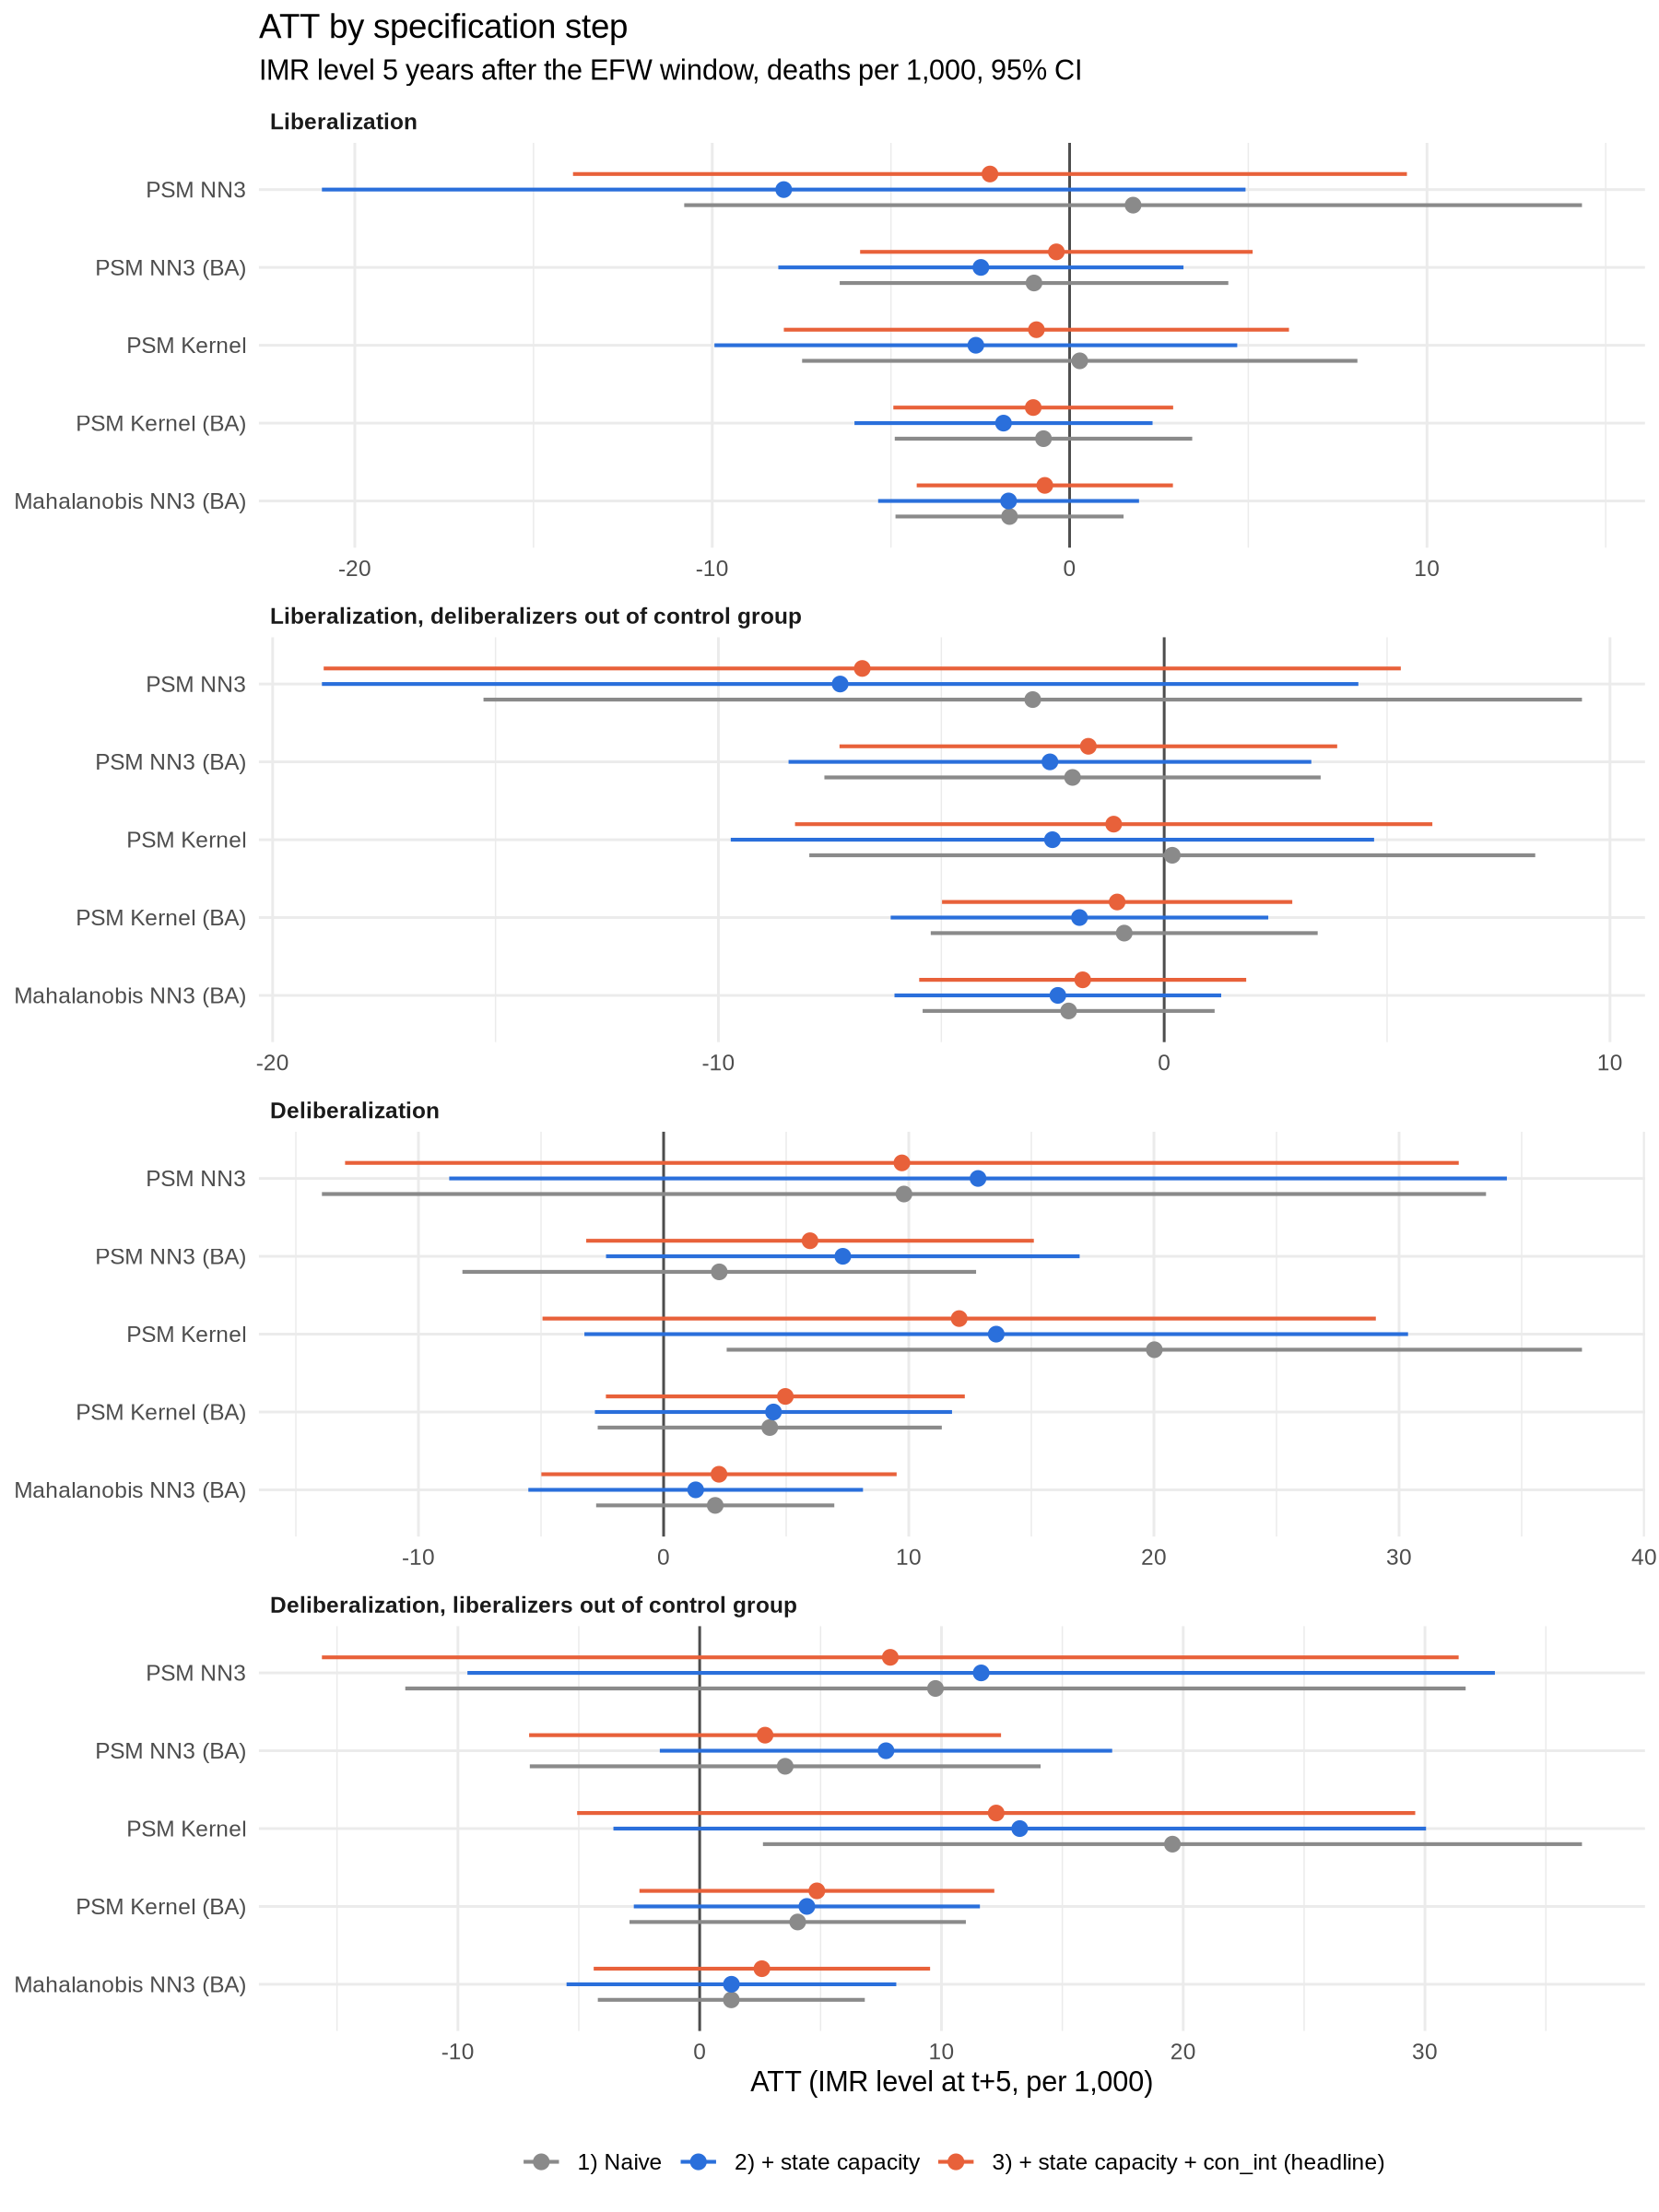 ATT by specification step
IMR level 5 years after the EFW window, deaths per 1,000, 95% CI
Liberalization
PSM NN3
PSM NN3 (BA)
PSM Kernel
PSM Kernel (BA)
Mahalanobis NN3 (BA)
-20 -10 0 10
Liberalization, deliberalizers out of control group
PSM NN3
PSM NN3 (BA)
PSM Kernel
PSM Kernel (BA)
Mahalanobis NN3 (BA)
-20 -10 0 10
Deliberalization
PSM NN3
PSM NN3 (BA)
PSM Kernel
PSM Kernel (BA)
Mahalanobis NN3 (BA)
-10 0 10 20 30 40
Deliberalization, liberalizers out of control group
PSM NN3
PSM NN3 (BA)
PSM Kernel
PSM Kernel (BA)
Mahalanobis NN3 (BA)
-10 0 10 20 30
ATT (IMR level at t+5, per 1,000)
1) Naive 2) + state capacity 3) + state capacity + con_int (headline)